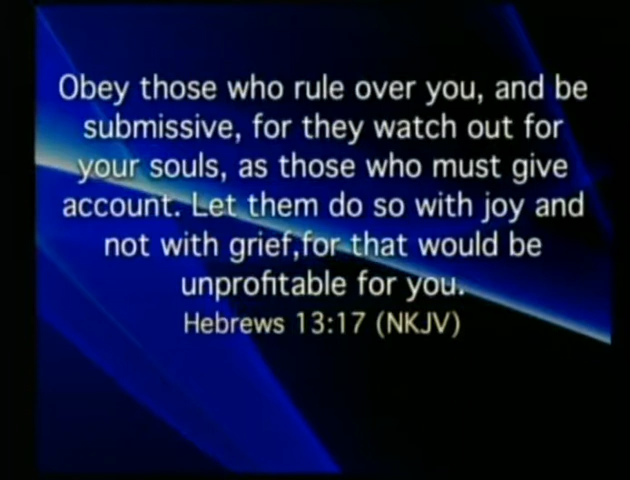 Obey those who rule over you, and be
submissive, for they watch out for
your souls, as those who must give
account. Let them do so with joy and
not with grief,for that would be
unprofitable for you.
Hebrews 13:17 (NKJV)